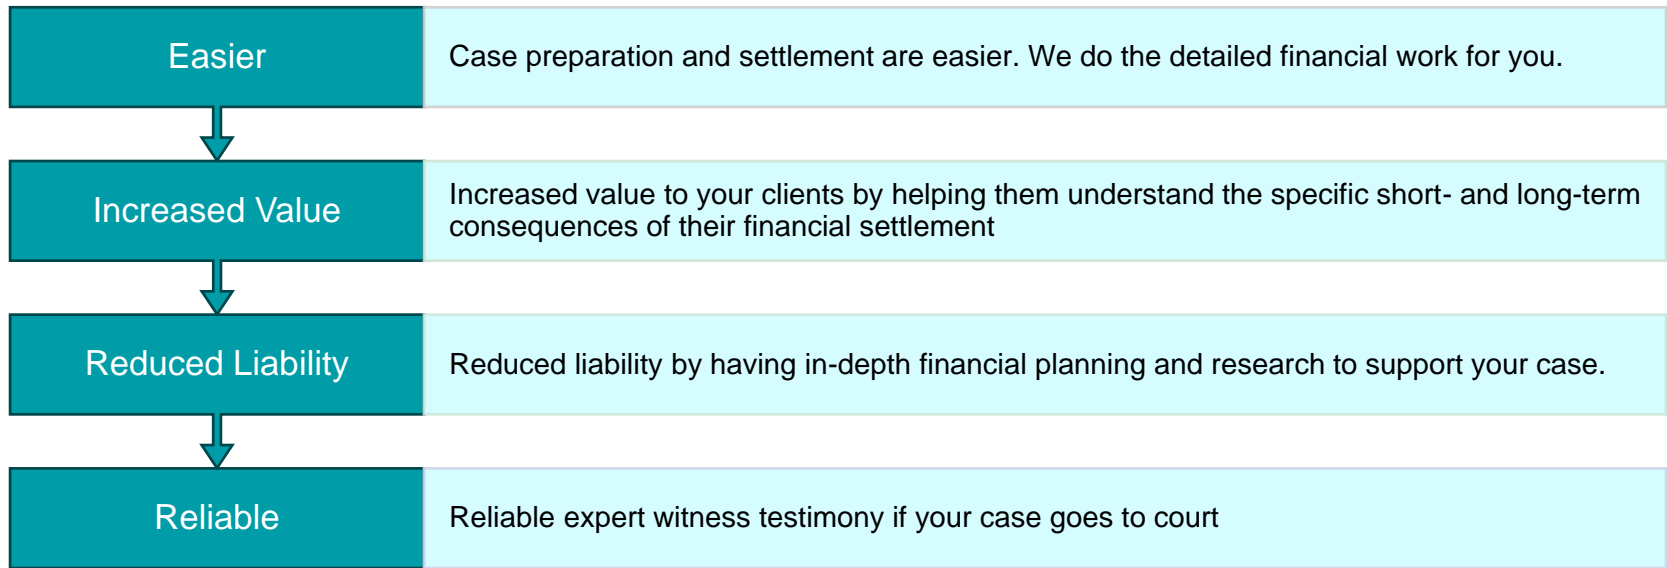 Easier
Case preparation and settlement are easier. We do the detailed financial work for you.
Increased Value
Increased value to your clients by helping them understand the specific short- and long-term
consequences of their financial settlement
Reduced Liability
Reduced liability by having in-depth financial planning and research to support your case.
Reliable
Reliable expert witness testimony if your case goes to court